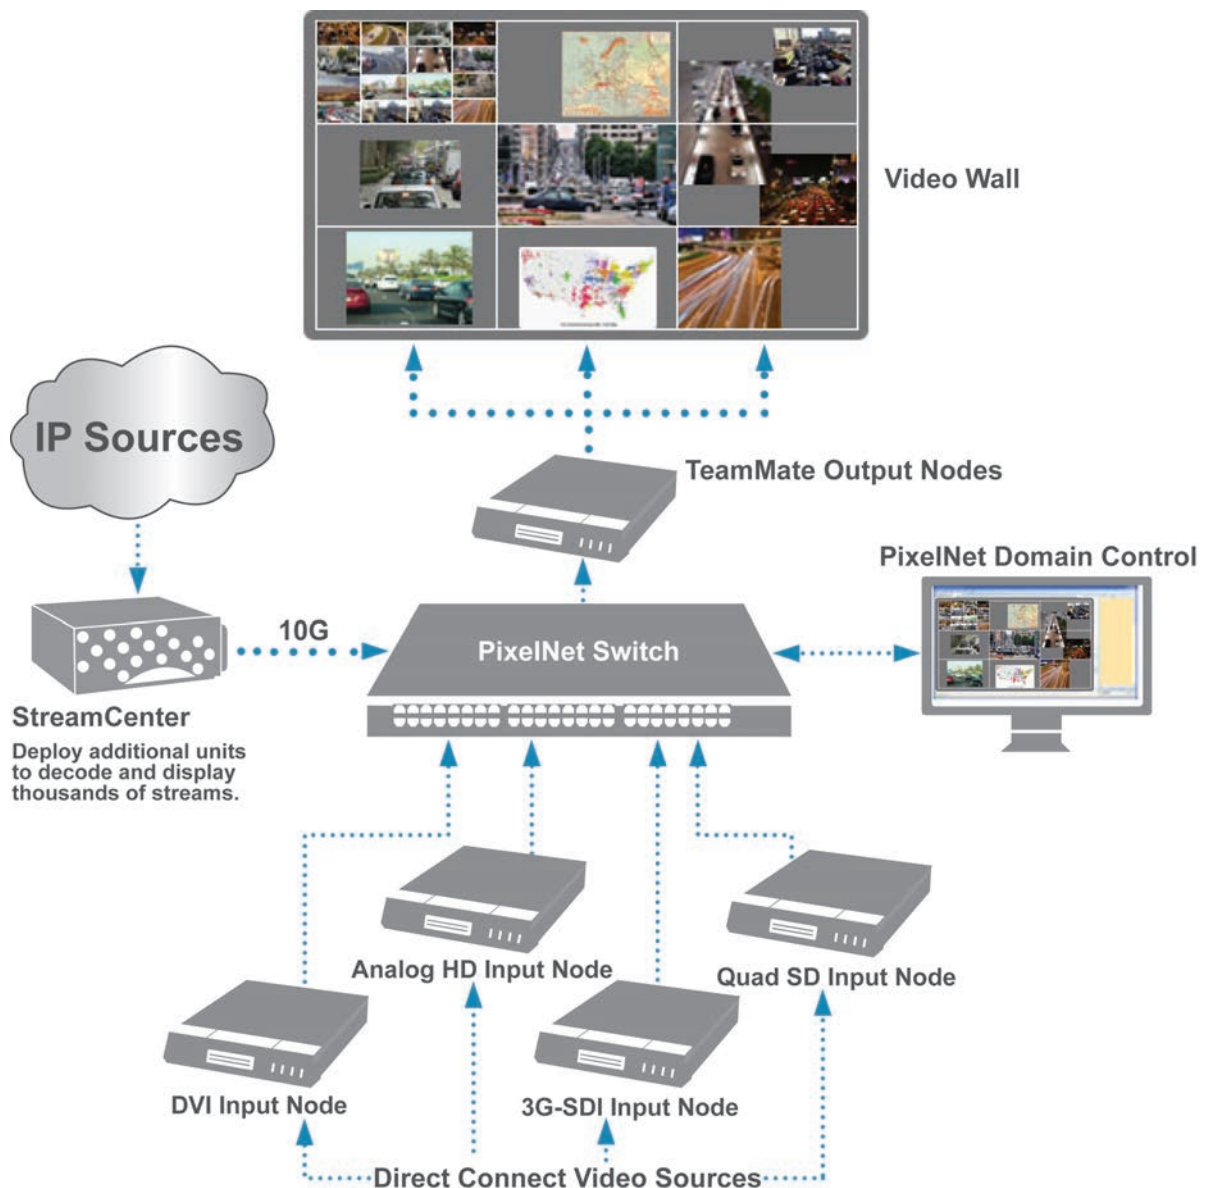 Video Wall
IP Sources
TeamMate Output Nodes
PixelNet Domain Control
10G
PixelNet Switch
StreamCenter
Deploy additional units
to decode and display
thousands of streams.
Analog HD Input Node
Quad SD Input Node
DVI Input Node
3G-SDI Input Node
Direct Connect Video Sources